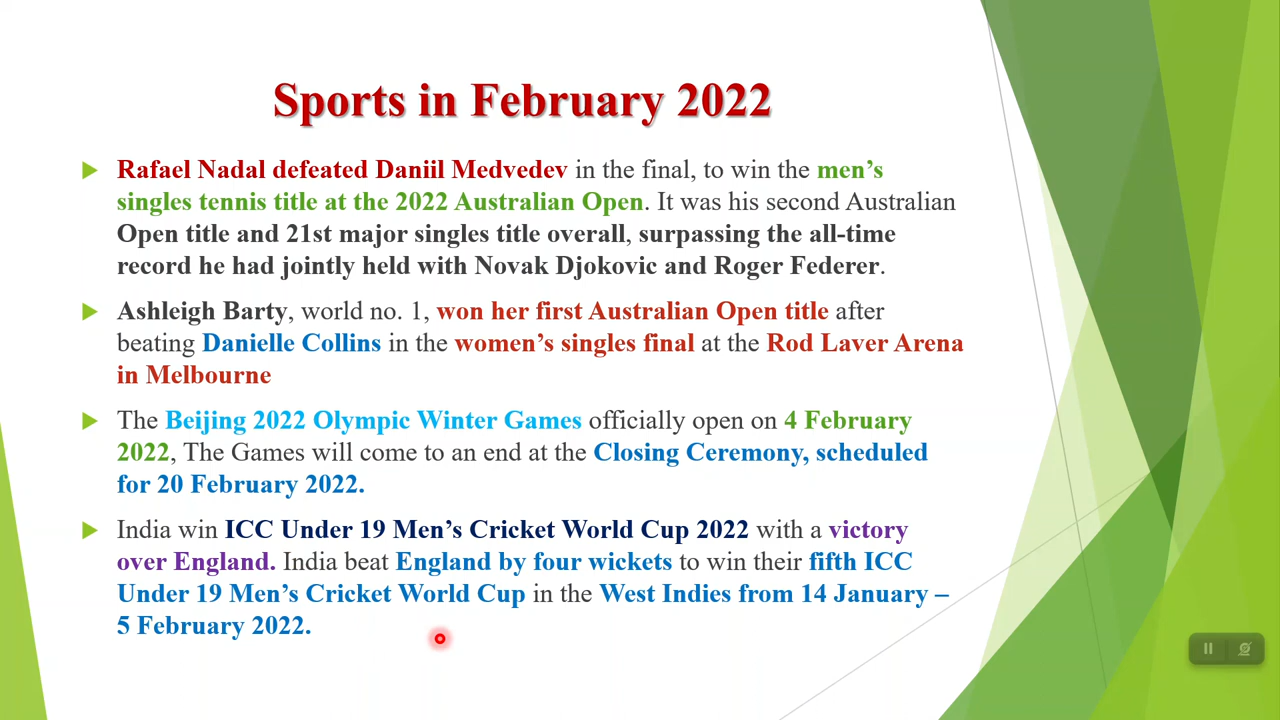 Sports in February 2022
Rafael Nadal defeated Daniil Medvedev in the final, to win the men’s
singles tennis title at the 2022 Australian Open. It was his second Australian
Open title and 21st major singles title overall, surpassing the all-time
record he had jointly held with Novak Djokovic and Roger Federer.
Ashleigh Barty, world no. 1, won her first Australian Open title after
beating Danielle Collins in the women’s singles final at the Rod Laver Arena
in Melbourne
The Beijing 2022 Olympic Winter Games officially open on 4 February
2022, The Games will come to an end at the Closing Ceremony, scheduled
for 20 February 2022.
India win ICC Under 19 Men’s Cricket World Cup 2022 with a victory
over England. India beat England by four wickets to win their fifth ICC
Under 19 Men’s Cricket World Cup in the West Indies from 14 January –
5 February 2022.